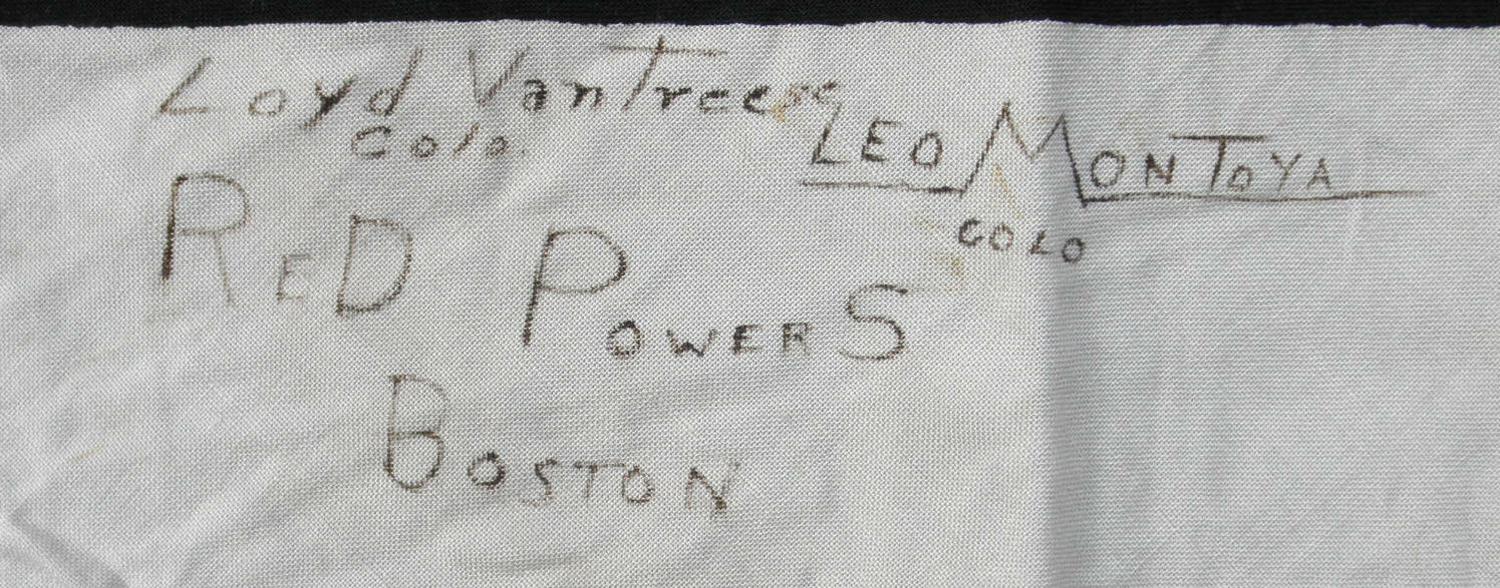 Loyd VanTreese
Colo.
LEO MONTOYA
COLO
RED POWERS
BOSTON